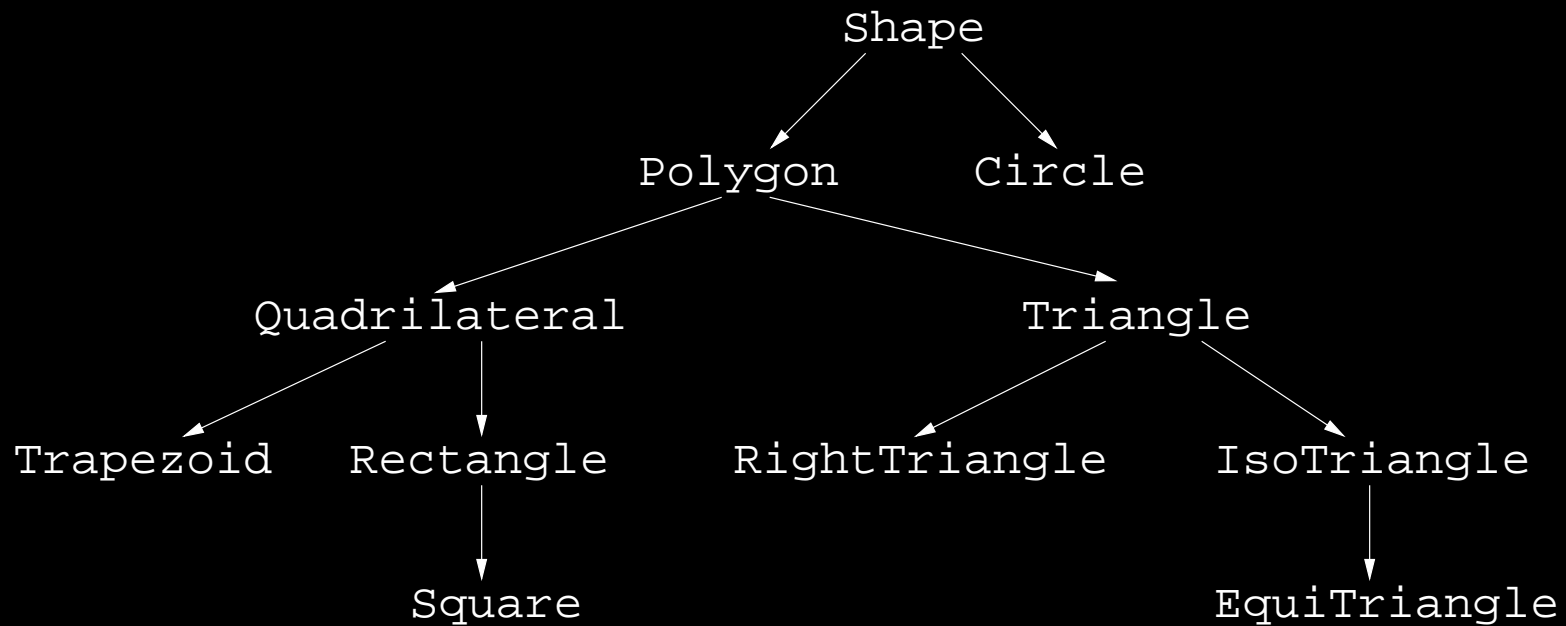 Shape
Polygon Circle
Quadrilateral Triangle
Trapezoid Rectangle RightTriangle IsoTriangle
Square EquiTriangle